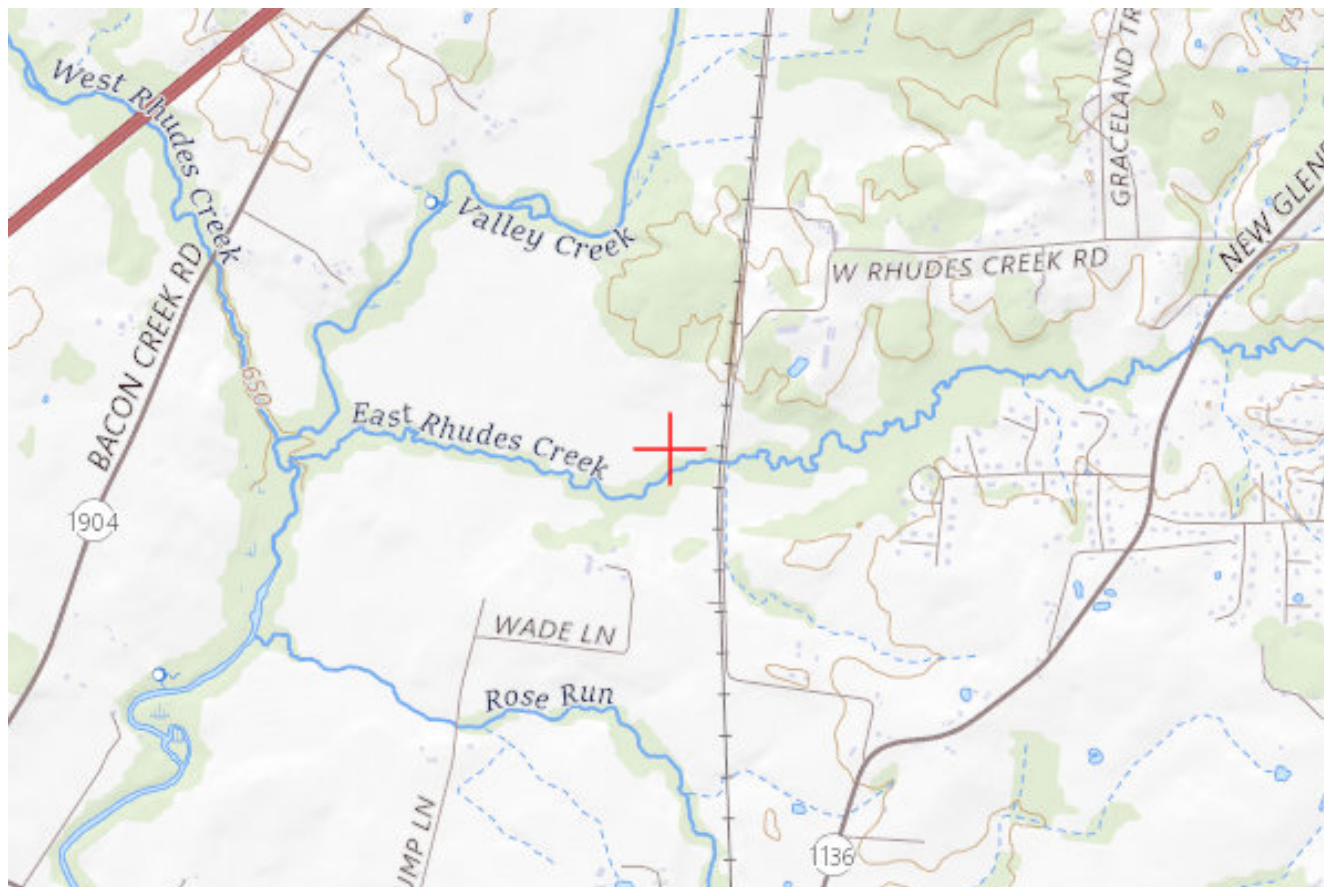 West Rhudes Creek
Valley Creek
GRACELAND TR
NEW GLEN
W RHUDES CREEK RD
BACON CREEK RD
650
East Rhudes Creek
1904
WADE LN
Rose Run
UMP LN
1136